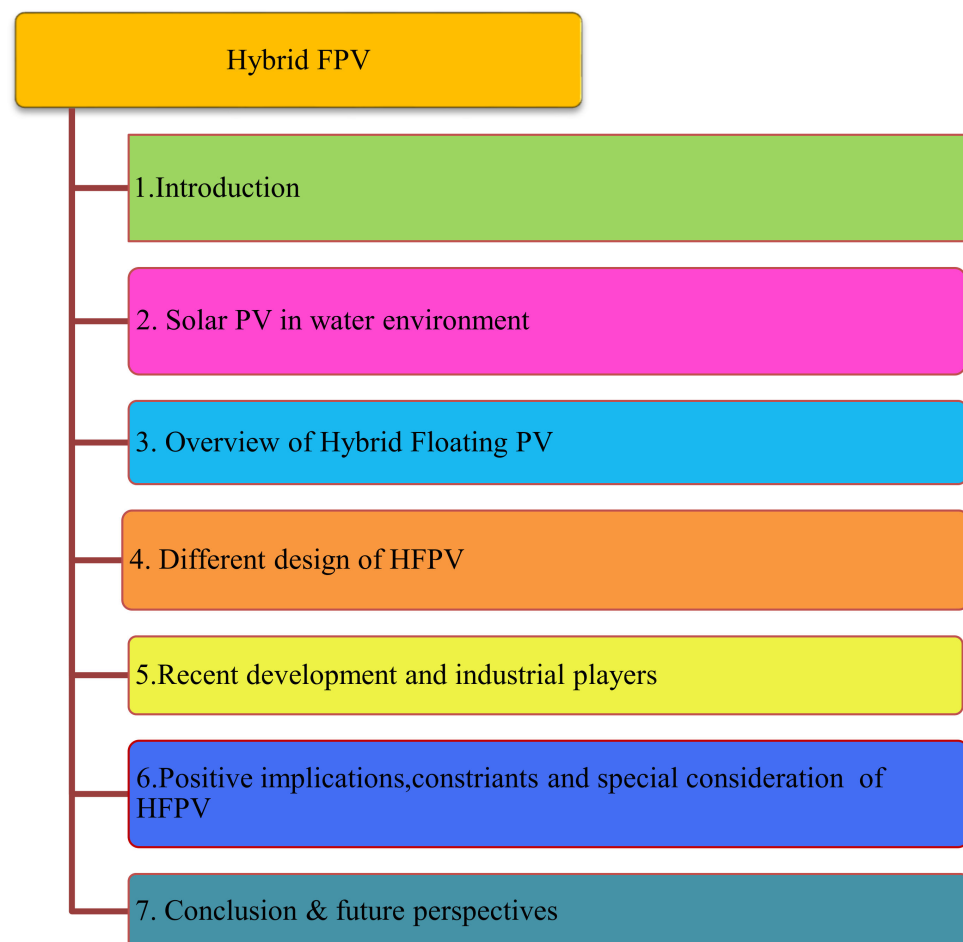 Hybrid FPV
1.Introduction
2. Solar PV in water environment
3. Overview of Hybrid Floating PV
4. Different design of HFPV
5.Recent development and industrial players
6.Positive implications,constriants and special consideration  of
HFPV
7. Conclusion & future perspectives